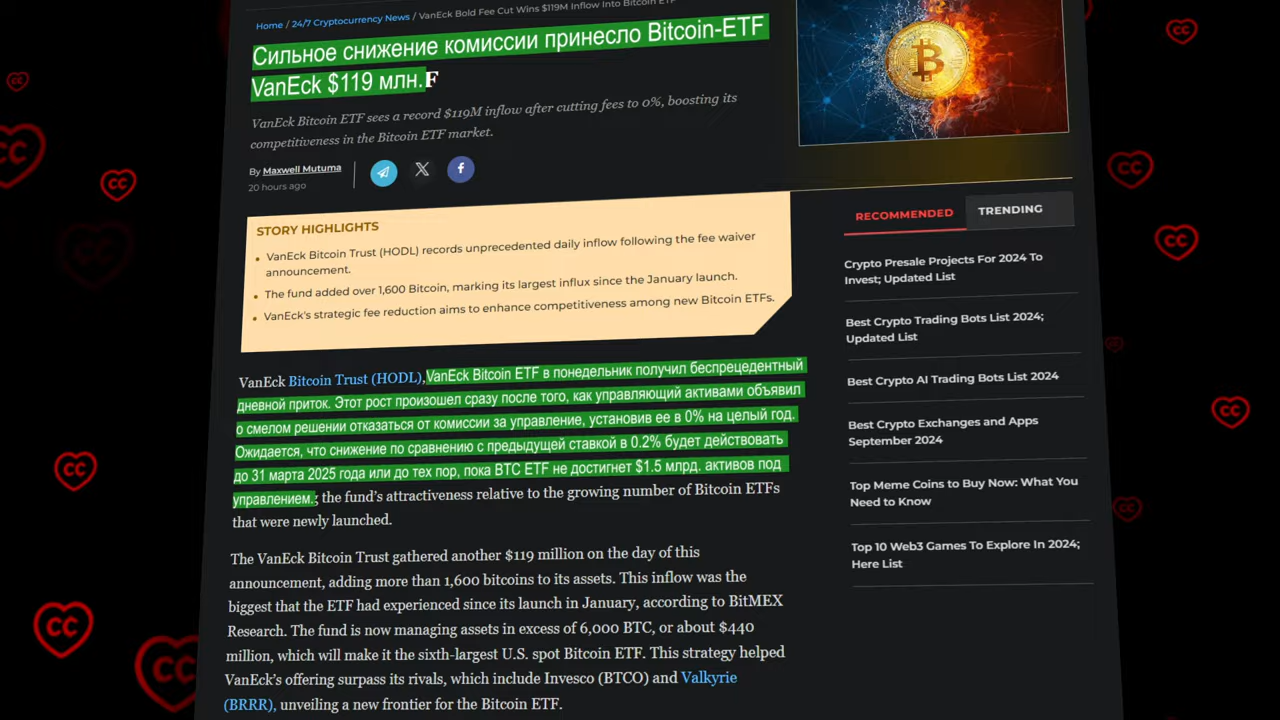 Home / 24/7 Cryptocurrency News / VanEck Bold Fee Cut Wins $119M Inflow Into Bitcoin ETF
Сильное снижение комиссии принесло Bitcoin-ETF
VanEck $119 млн.F
VanEck Bitcoin ETF sees a record $119M inflow after cutting fees to 0%, boosting its
competitiveness in the Bitcoin ETF market.
By Maxwell Mutuma
20 hours ago
STORY HIGHLIGHTS
• VanEck Bitcoin Trust (HODL) records unprecedented daily inflow following the fee waiver
announcement.
• The fund added over 1,600 Bitcoin, marking its largest influx since the January launch.
• VanEck's strategic fee reduction aims to enhance competitiveness among new Bitcoin ETFs.
VanEck Bitcoin Trust (HODL), VanEck Bitcoin ETF в понедельник получил беспрецедентный
дневной приток. Этот рост произошел сразу после того, как управляющий активами объявил
о смелом решении отказаться от комиссии за управление, установив ее в 0% на целый год.
Ожидается, что снижение по сравнению с предыдущей ставкой в 0.2% будет действовать
до 31 марта 2025 года или до тех пор, пока BTC ETF не достигнет $1.5 млрд. активов под
управлением. the fund's attractiveness relative to the growing number of Bitcoin ETFs
that were newly launched.
The VanEck Bitcoin Trust gathered another $119 million on the day of this
announcement, adding more than 1,600 bitcoins to its assets. This inflow was the
biggest that the ETF had experienced since its launch in January, according to BitMEX
Research. The fund is now managing assets in excess of 6,000 BTC, or about $440
million, which will make it the sixth-largest U.S. spot Bitcoin ETF. This strategy helped
VanEck's offering surpass its rivals, which include Invesco (BTCO) and Valkyrie
(BRRR), unveiling a new frontier for the Bitcoin ETF.
RECOMMENDED
TRENDING
Crypto Presale Projects For 2024 To
Invest; Updated List
Best Crypto Trading Bots List 2024;
Updated List
Best Crypto AI Trading Bots List 2024
Best Crypto Exchanges and Apps
September 2024
Top Meme Coins to Buy Now: What You
Need to Know
Top 10 Web3 Games To Explore In 2024;
Here List
CC
CC
CC
CC
CC
CC
CC
CC
CC
CC